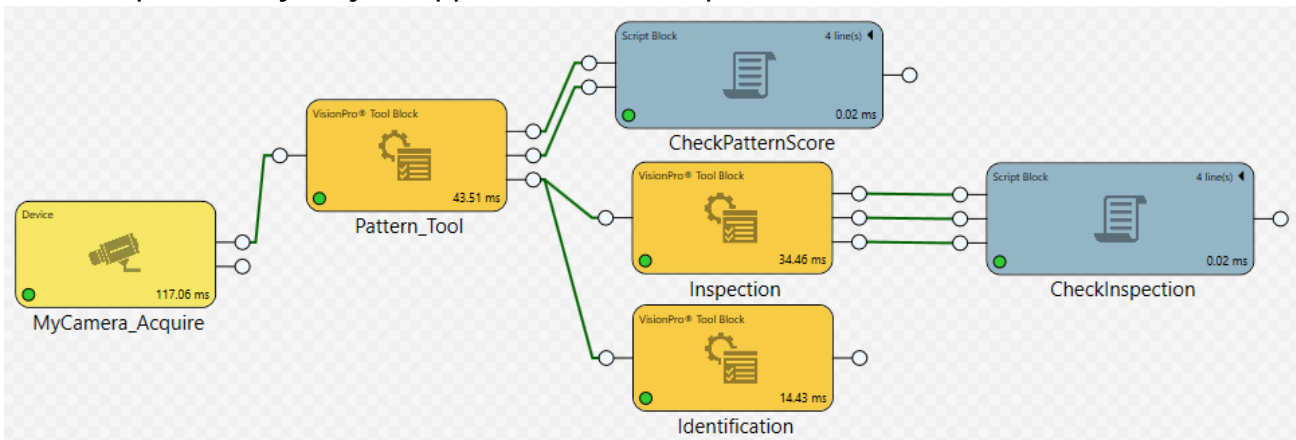 Script Block
4 line(s)
0.02 ms
CheckPatternScore
VisionPro® Tool Block
43.51 ms
Pattern_Tool
VisionPro® Tool Block
34.46 ms
Inspection
Script Block
4 line(s)
0.02 ms
CheckInspection
Device
117.06 ms
MyCamera_Acquire
VisionPro® Tool Block
14.43 ms
Identification